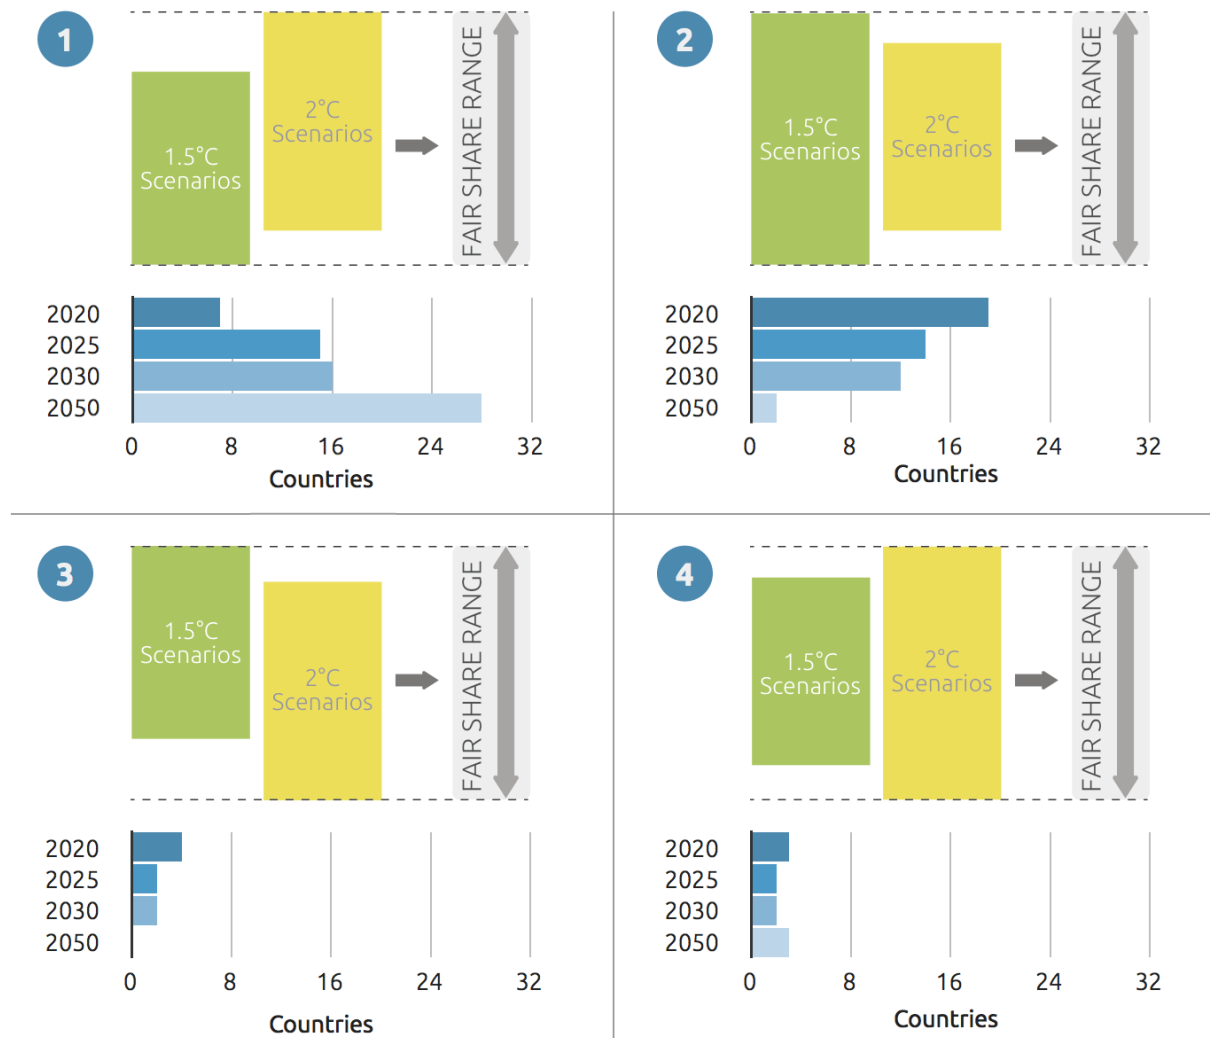 1
2°C
Scenarios
1.5°C
Scenarios
FAIR SHARE RANGE
2020
2025
2030
2050
0 8 16 24 32
Countries
2
1.5°C
Scenarios
2°C
Scenarios
FAIR SHARE RANGE
2020
2025
2030
2050
0 8 16 24 32
Countries
3
1.5°C
Scenarios
2°C
Scenarios
FAIR SHARE RANGE
2020
2025
2030
2050
0 8 16 24 32
Countries
4
1.5°C
Scenarios
2°C
Scenarios
FAIR SHARE RANGE
2020
2025
2030
2050
0 8 16 24 32
Countries